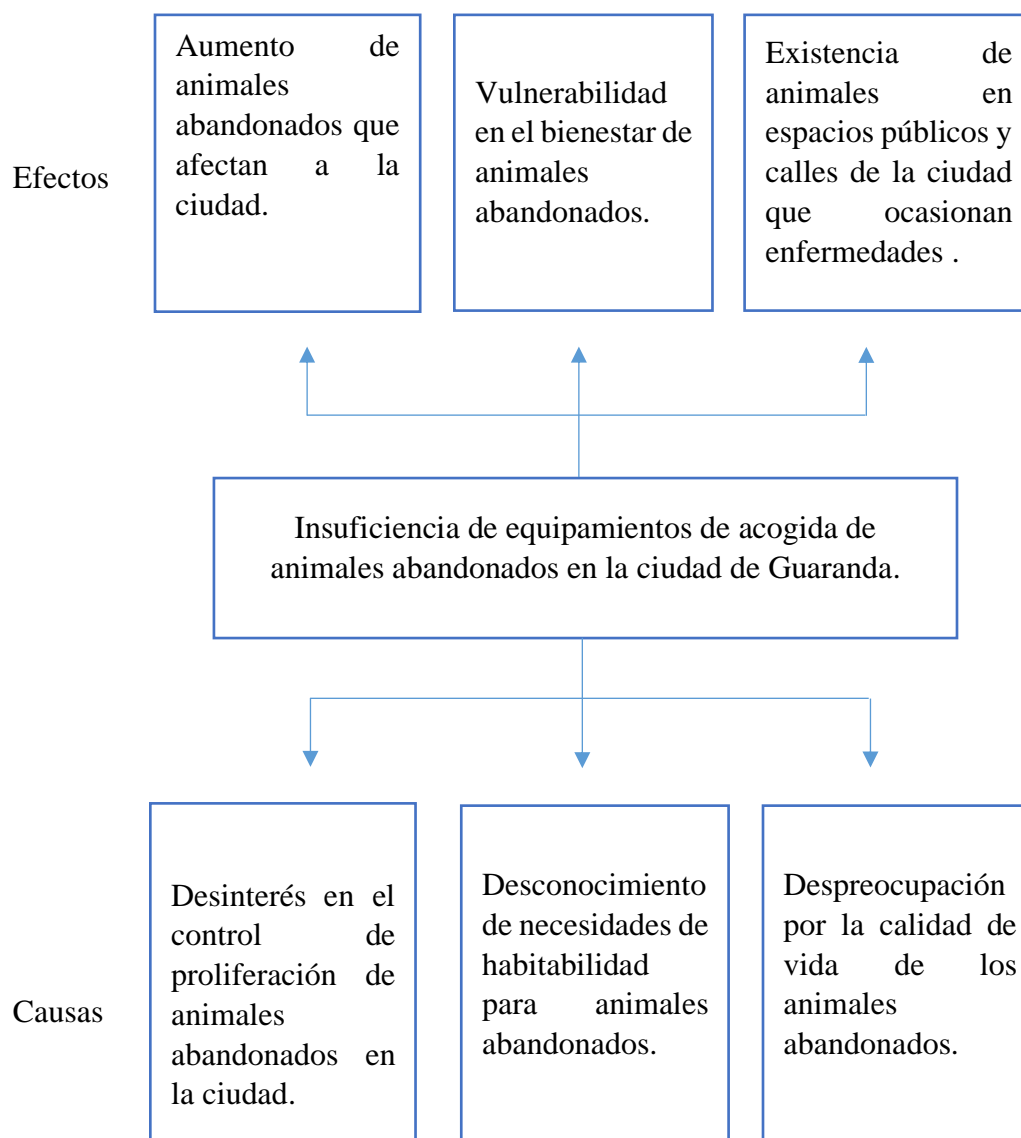 Efectos
Aumento de
animales
abandonados que
afectan a la
ciudad.
Vulnerabilidad
en el bienestar de
animales
abandonados.
Existencia de
animales en
espacios públicos y
calles de la ciudad
que ocasionan
enfermedades .
Insuficiencia de equipamientos de acogida de
animales abandonados en la ciudad de Guaranda.
Causas
Desinterés en el
control de
proliferación de
animales
abandonados en
la ciudad.
Desconocimiento
de necesidades de
habitabilidad
para animales
abandonados.
Despreocupación
por la calidad de
vida de los
animales
abandonados.